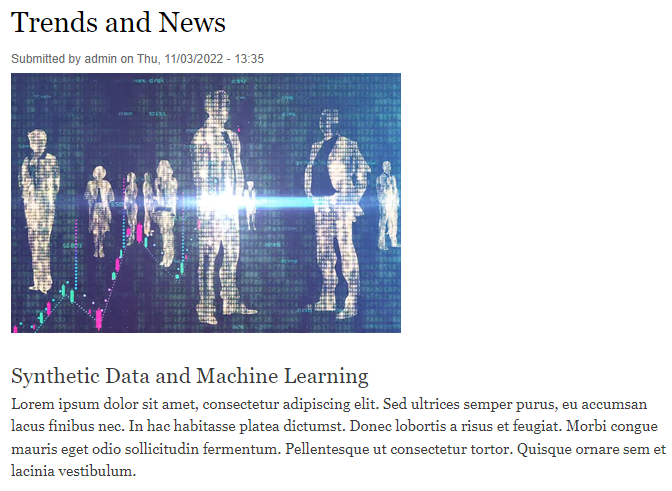 Trends and News
Submitted by admin on Thu, 11/03/2022 - 13:35
Synthetic Data and Machine Learning
Lorem ipsum dolor sit amet, consectetur adipiscing elit. Sed ultrices semper purus, eu accumsan
lacus finibus nec. In hac habitasse platea dictumst. Donec lobortis a risus et feugiat. Morbi congue
mauris eget odio sollicitudin fermentum. Pellentesque ut consectetur tortor. Quisque ornare sem et
lacinia vestibulum.